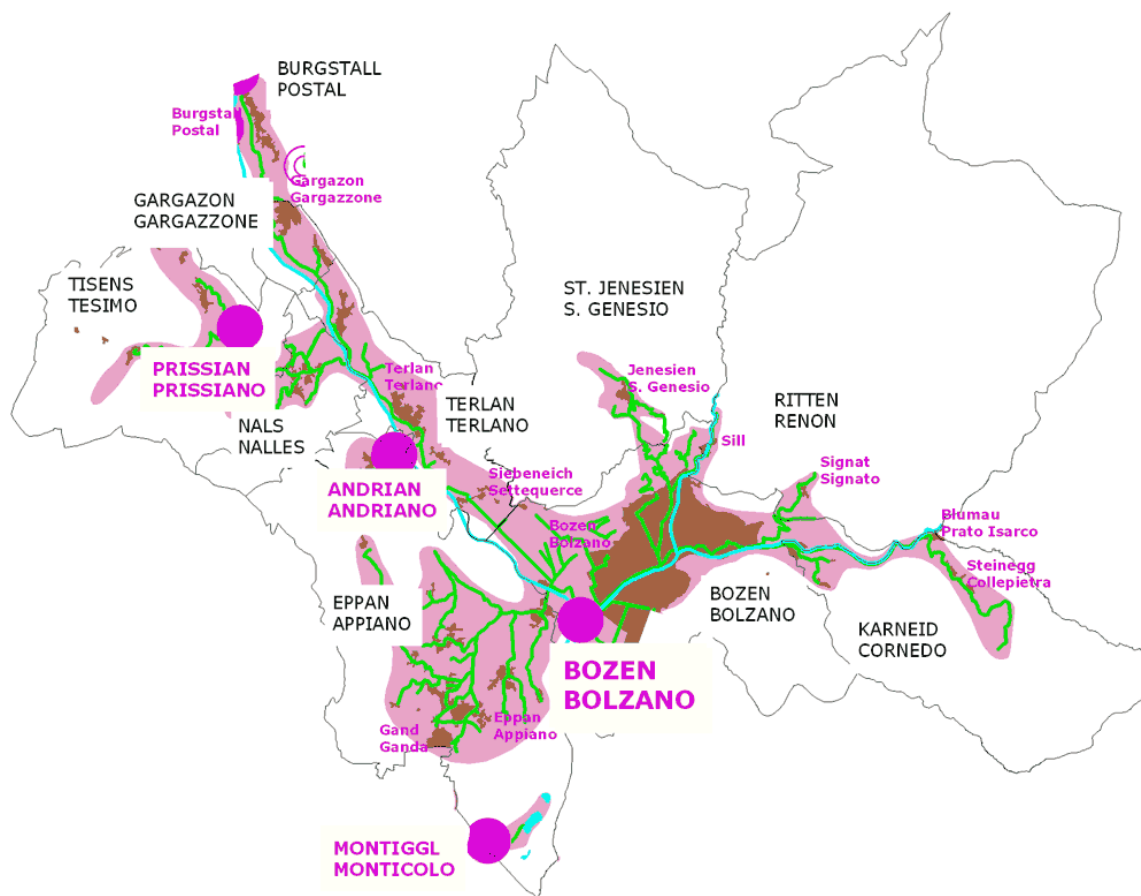 BURGSTALL
POSTAL
Burgstall
Postal
Gargazon
Gargazzone
GARGAZON
GARGAZZONE
TISENS
TESIMO
ST. JENESIEN
S. GENESIO
PRISSIAN
PRISSIANO
Terlan
Terlano
Jenesien
S. Genesio
TERLAN
TERLANO
RITTEN
RENON
NALS
NALLES
Sill
Signat
Signato
Siebeneich
Settequerce
ANDRIAN
ANDRIANO
Bozen
Bolzano
Blumau
Prato Isarco
Steinegg
Collepietra
EPPAN
APPIANO
BOZEN
BOLZANO
KARNEID
CORNEDO
BOZEN
BOLZANO
Eppan
Appiano
Gand
Ganda
MONTIGGL
MONTICOLO